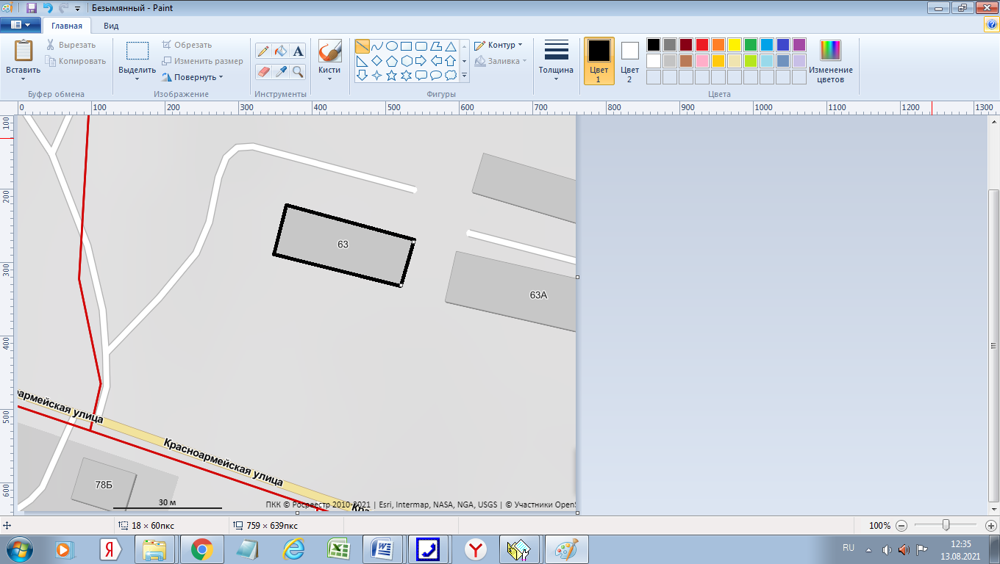 Безымянный - Paint
Главная
Вид
Вставить
Вырезать
Копировать
Буфер обмена
Выделить
Обрезать
Изменить размер
Повернуть
Изображение
A
Инструменты
Кисти
Контур
Заливка
Фигуры
Толщина
Цвет
1
Цвет
2
Изменение
цветов
Цвета
0 100 200 300 400 500 600 700 800 900 1000 1100 1200 1300
100
200
300
400
500
600
63
63А
армейская улица
Красноармейская улица
78Б
30 м
ПКК © Росреестр 2010-2021 | Esri, Intermap, NASA, NGA, USGS | © Участники OpenS
18 × 60пкс
759 × 639пкс
100%
RU
12:35
13.08.2021